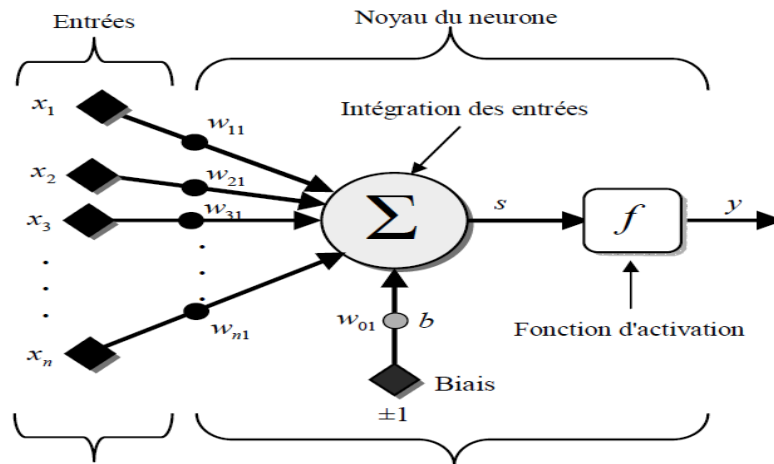 Entrées
Noyau du neurone
Intégration des entrées
x₁
w₁₁
x₂
w₂₁
x₃
w₃₁
xₙ
wₙ₁
Σ
s
f
y
w₀₁
b
Fonction d'activation
Biais
±1